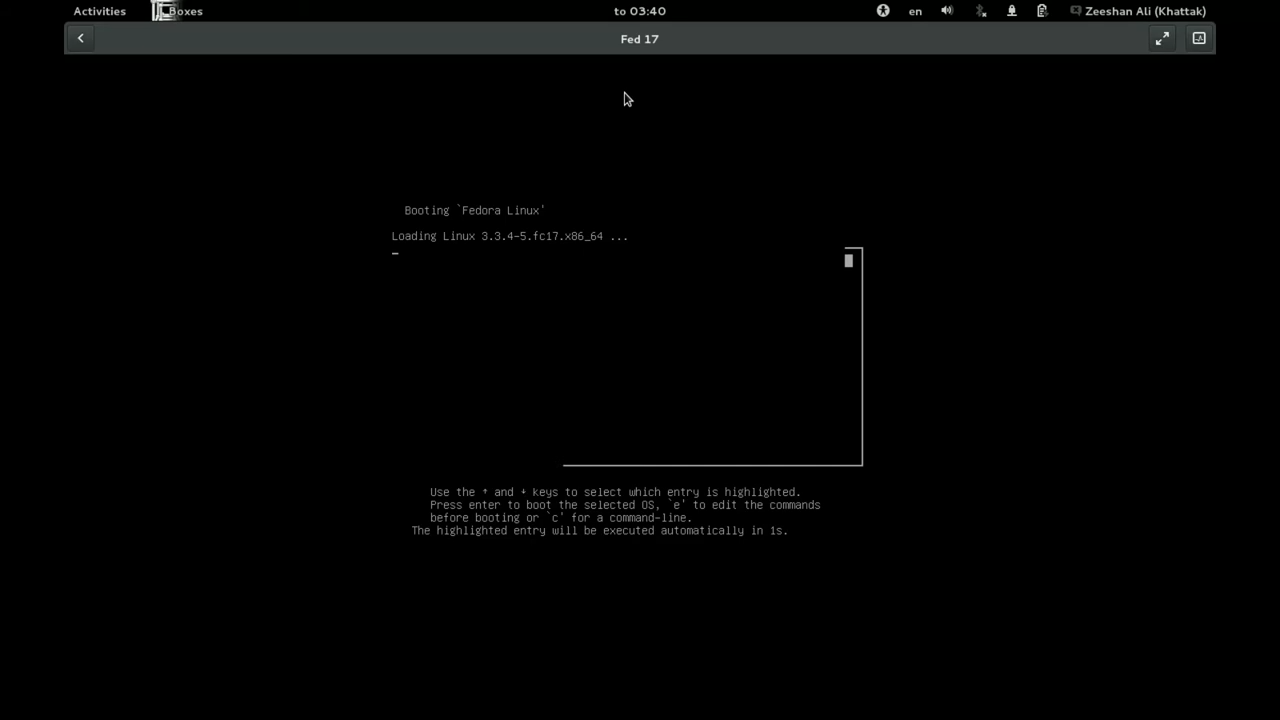 Activities
Boxes
to 03:40
en
Zeeshan Ali (Khattak)
Fed 17
Booting `Fedora Linux'
Loading Linux 3.3.4-5.fc17.x86_64 ...
Use the ↑ and ↓ keys to select which entry is highlighted.
Press enter to boot the selected OS, `e' to edit the commands
before booting or `c' for a command-line.
The highlighted entry will be executed automatically in 1s.